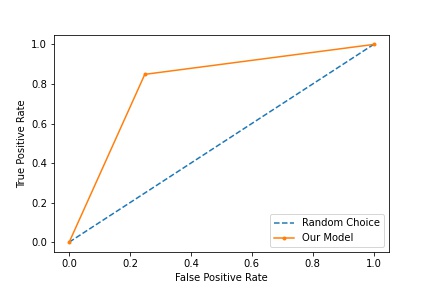 1.0
0.8
0.6
0.4
0.2
0.0
True Positive Rate
Random Choice
Our Model
0.0 0.2 0.4 0.6 0.8 1.0
False Positive Rate